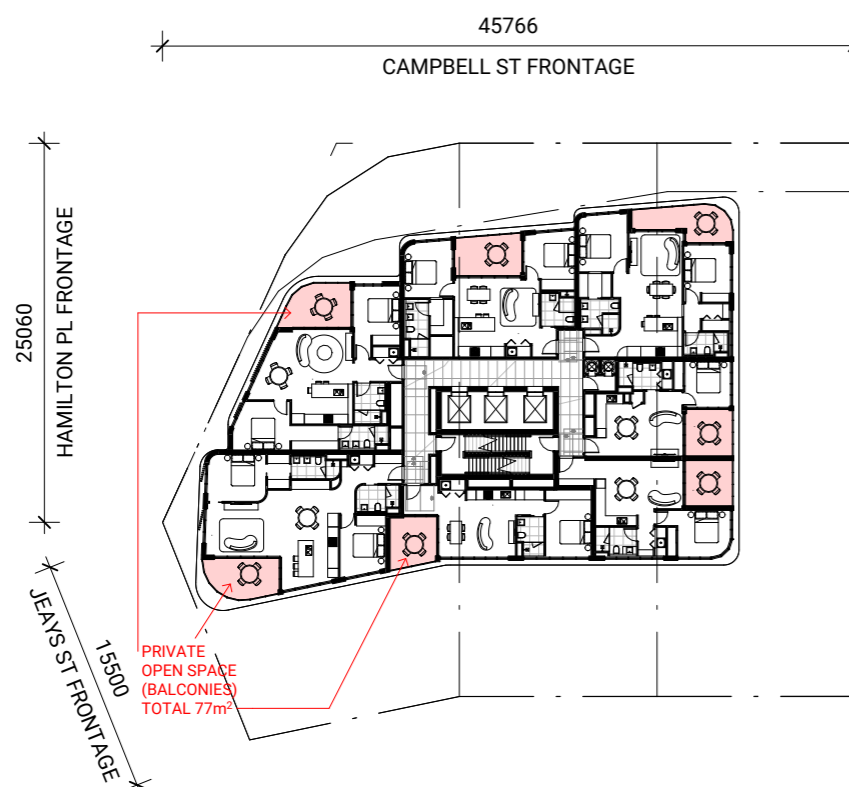 45766
CAMPBELL ST FRONTAGE
25060
HAMILTON PL FRONTAGE
15500
JEAYS ST FRONTAGE
PRIVATE
OPEN SPACE
(BALCONIES)
TOTAL 77m²